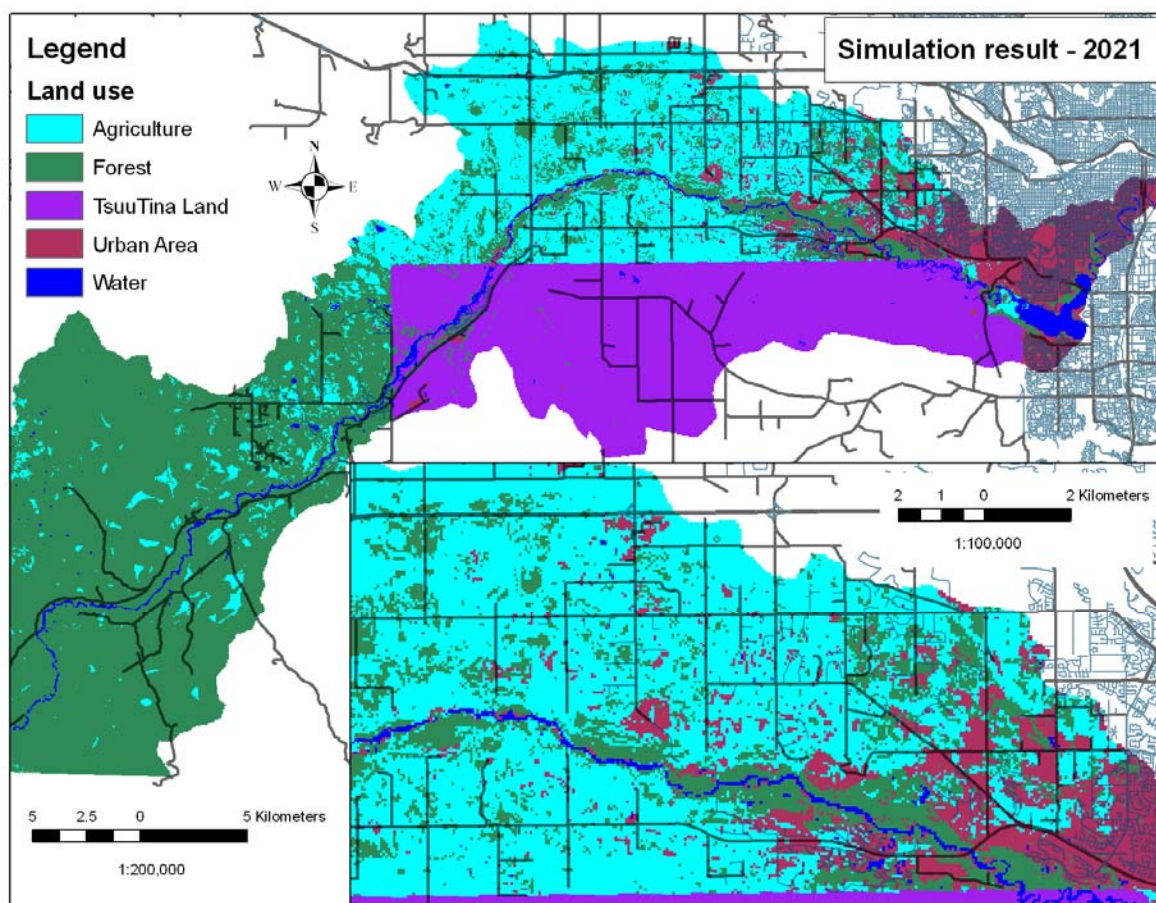 Legend
Land use
Agriculture
Forest
TsuuTina Land
Urban Area
Water
N
W E
S
Simulation result - 2021
2 1 0 2 Kilometers
1:100,000
5 2.5 0 5 Kilometers
1:200,000